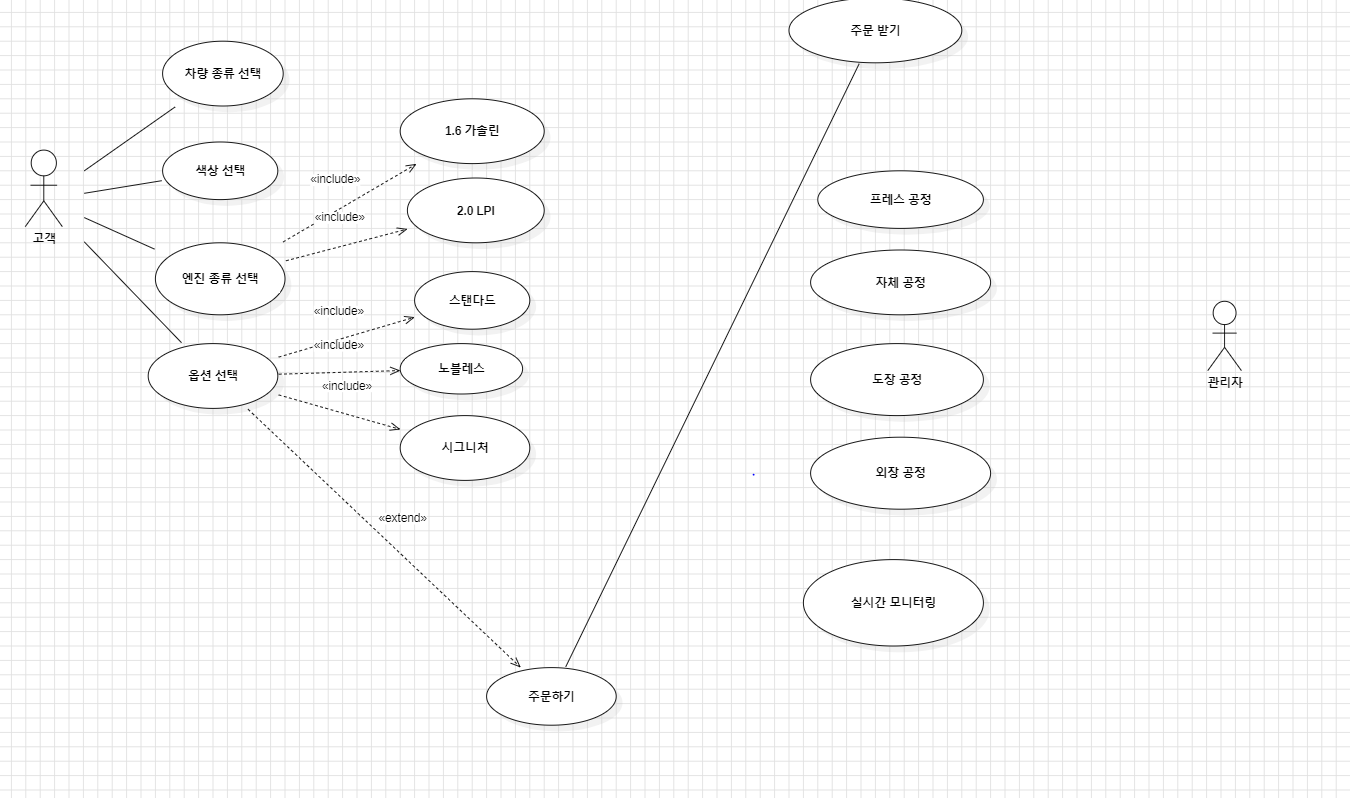 주문 받기
차량 종류 선택
1.6 가솔린
색상 선택
«include»
«include»
2.0 LPI
프레스 공정
고객
엔진 종류 선택
자체 공정
스탠다드
«include»
«include»
노블레스
옵션 선택
«include»
도장 공정
관리자
시그니처
외장 공정
«extend»
실시간 모니터링
주문하기